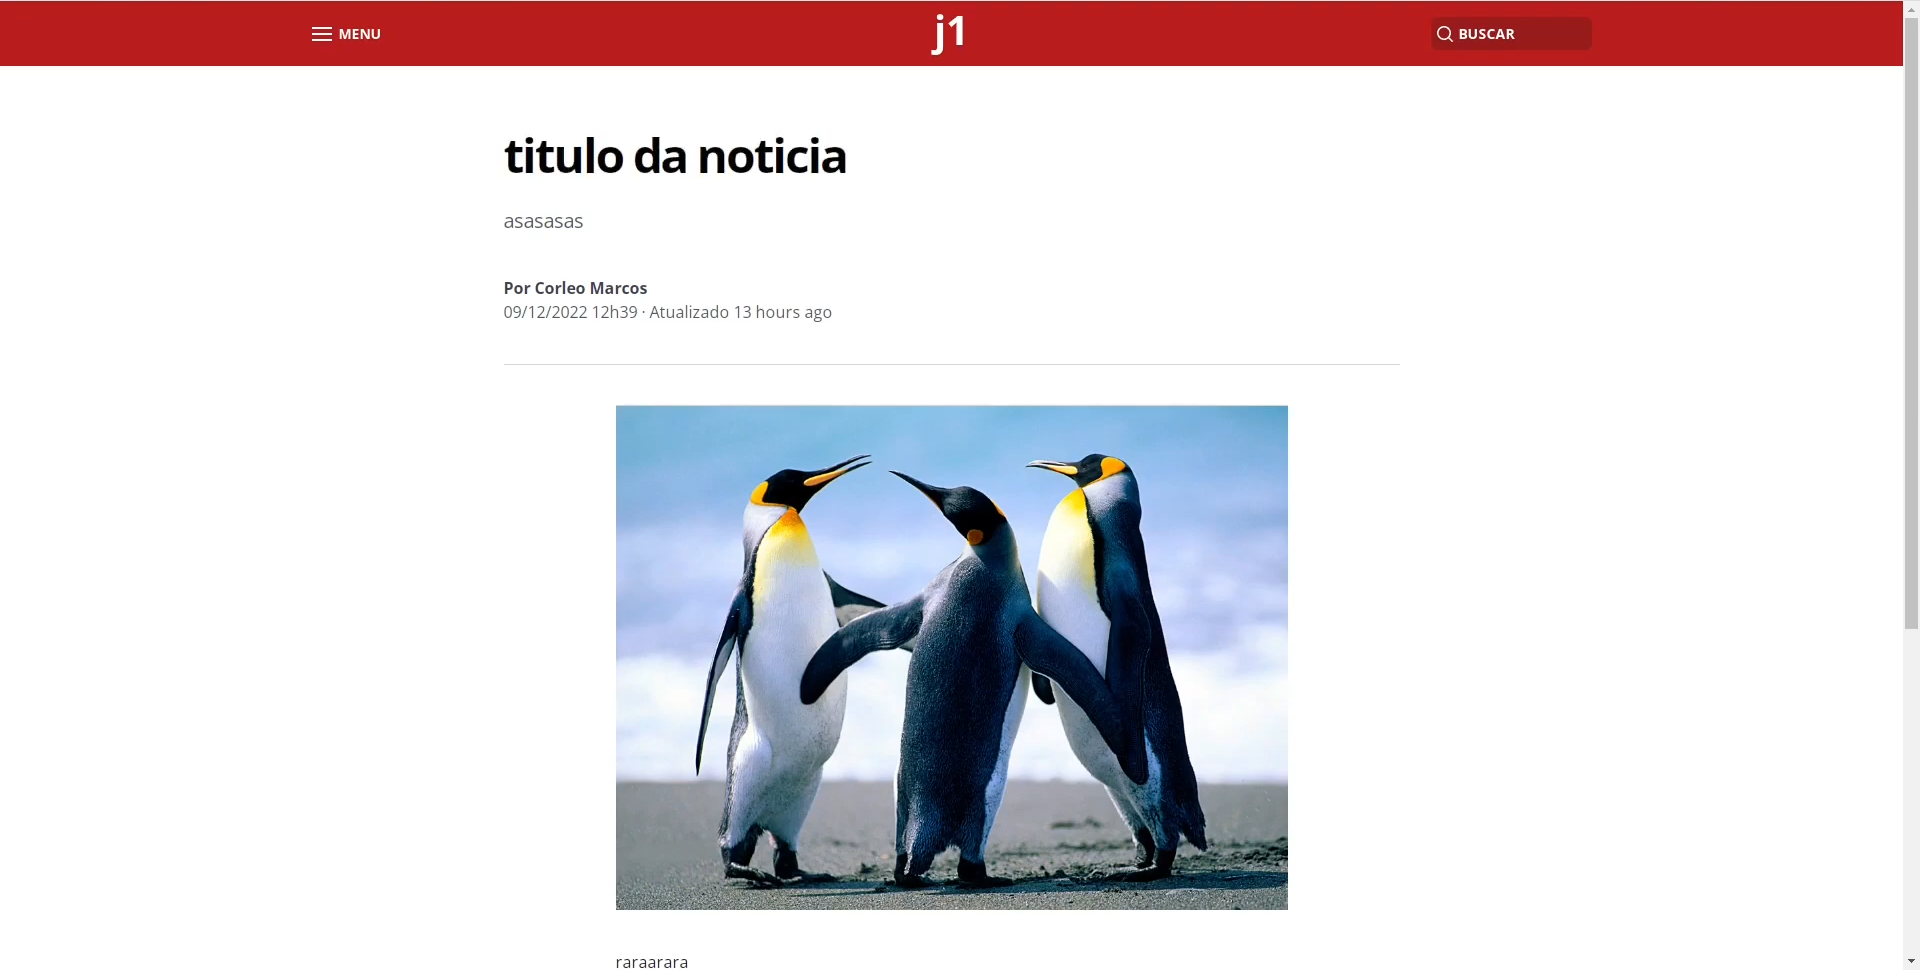 MENU
j1
BUSCAR
titulo da noticia
asasasas
Por Corleo Marcos
09/12/2022 12h39 · Atualizado 13 hours ago
raraarara